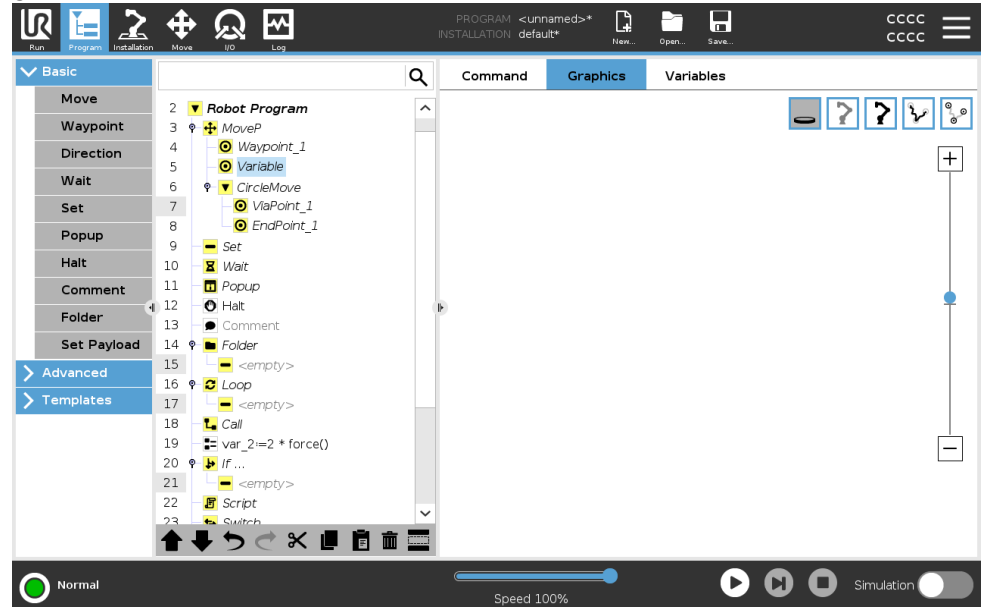 PROGRAM <unnamed>*
INSTALLATION default*
CCCC
CCCC
Run
Program
Installation
Move
I/O
Log
New...
Open...
Save...
Basic
Move
Waypoint
Direction
Wait
Set
Popup
Halt
Comment
Folder
Set Payload
Advanced
Templates
2 Robot Program
3 MoveP
4 Waypoint_1
5 Variable
6 CircleMove
7 ViaPoint_1
8 EndPoint_1
9 Set
10 Wait
11 Popup
12 Halt
13 Comment
14 Folder
15 <empty>
16 Loop
17 <empty>
18 Call
19 var_2:=2 * force()
20 If ...
21 <empty>
22 Script
23 Switch
Command Graphics Variables
Normal
Speed 100%
Simulation